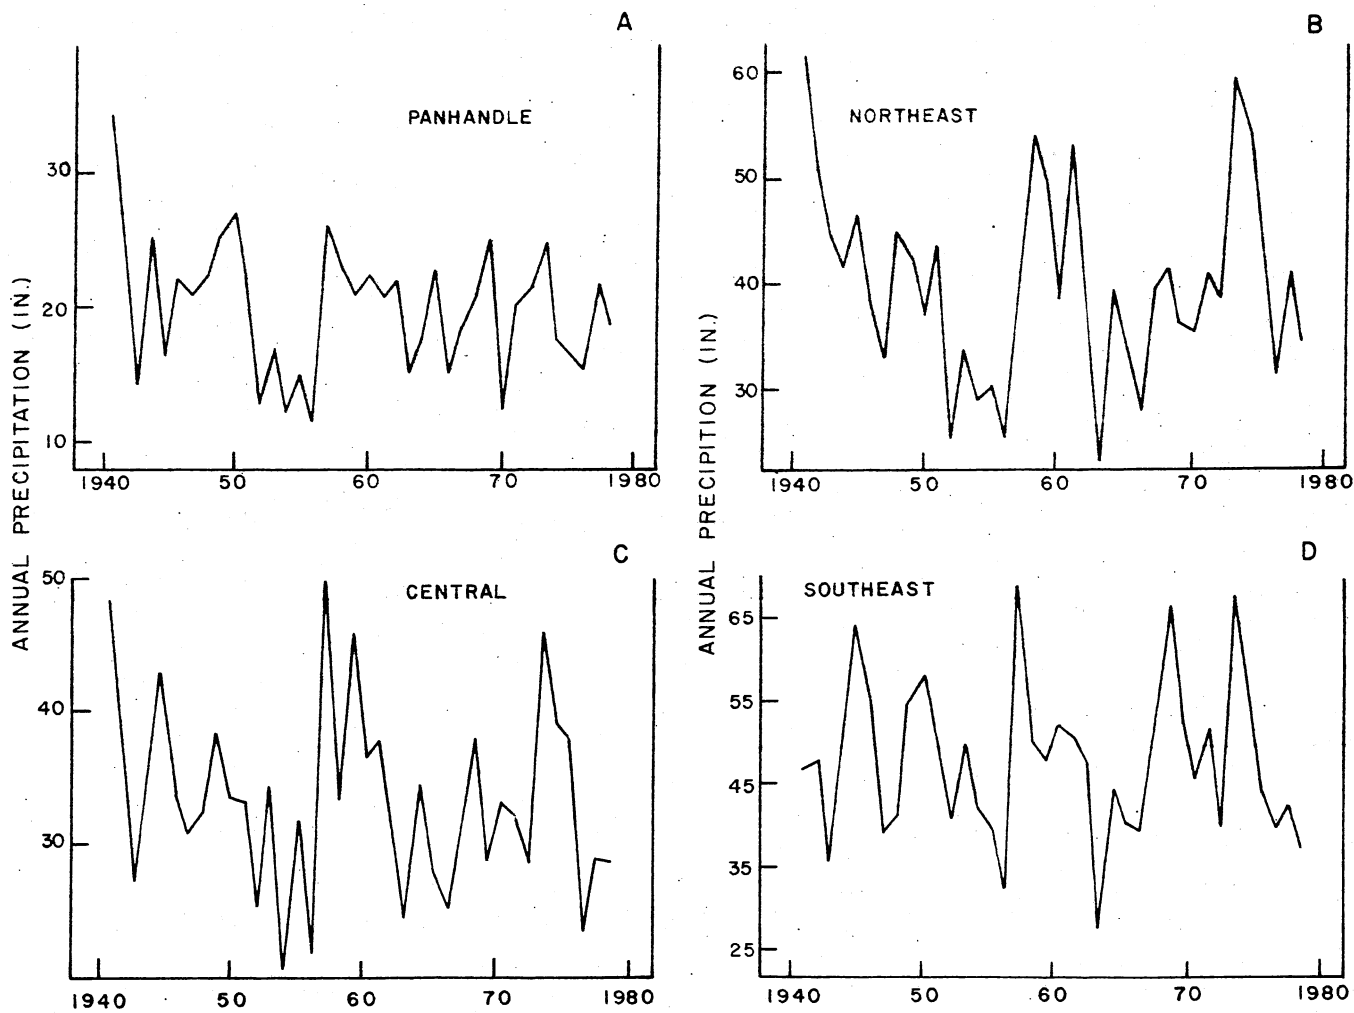 A
PANHANDLE
30
20
10
1940 50 60 70 1980
ANNUAL PRECIPITATION (IN.)
B
NORTHEAST
60
50
40
30
1940 50 60 70 1980
ANNUAL PRECIPITION (IN.)
C
CENTRAL
50
40
30
1940 50 60 70 1980
D
SOUTHEAST
65
55
45
35
25
1940 50 60 70 1980